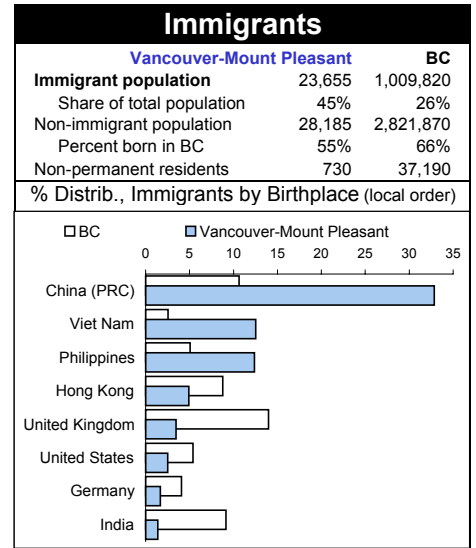 Immigrants
Vancouver-Mount Pleasant BC
Immigrant population 23,655 1,009,820
Share of total population 45% 26%
Non-immigrant population 28,185 2,821,870
Percent born in BC 55% 66%
Non-permanent residents 730 37,190
% Distrib., Immigrants by Birthplace (local order)
BC Vancouver-Mount Pleasant
0 5 10 15 20 25 30 35
China (PRC)
Viet Nam
Philippines
Hong Kong
United Kingdom
United States
Germany
India